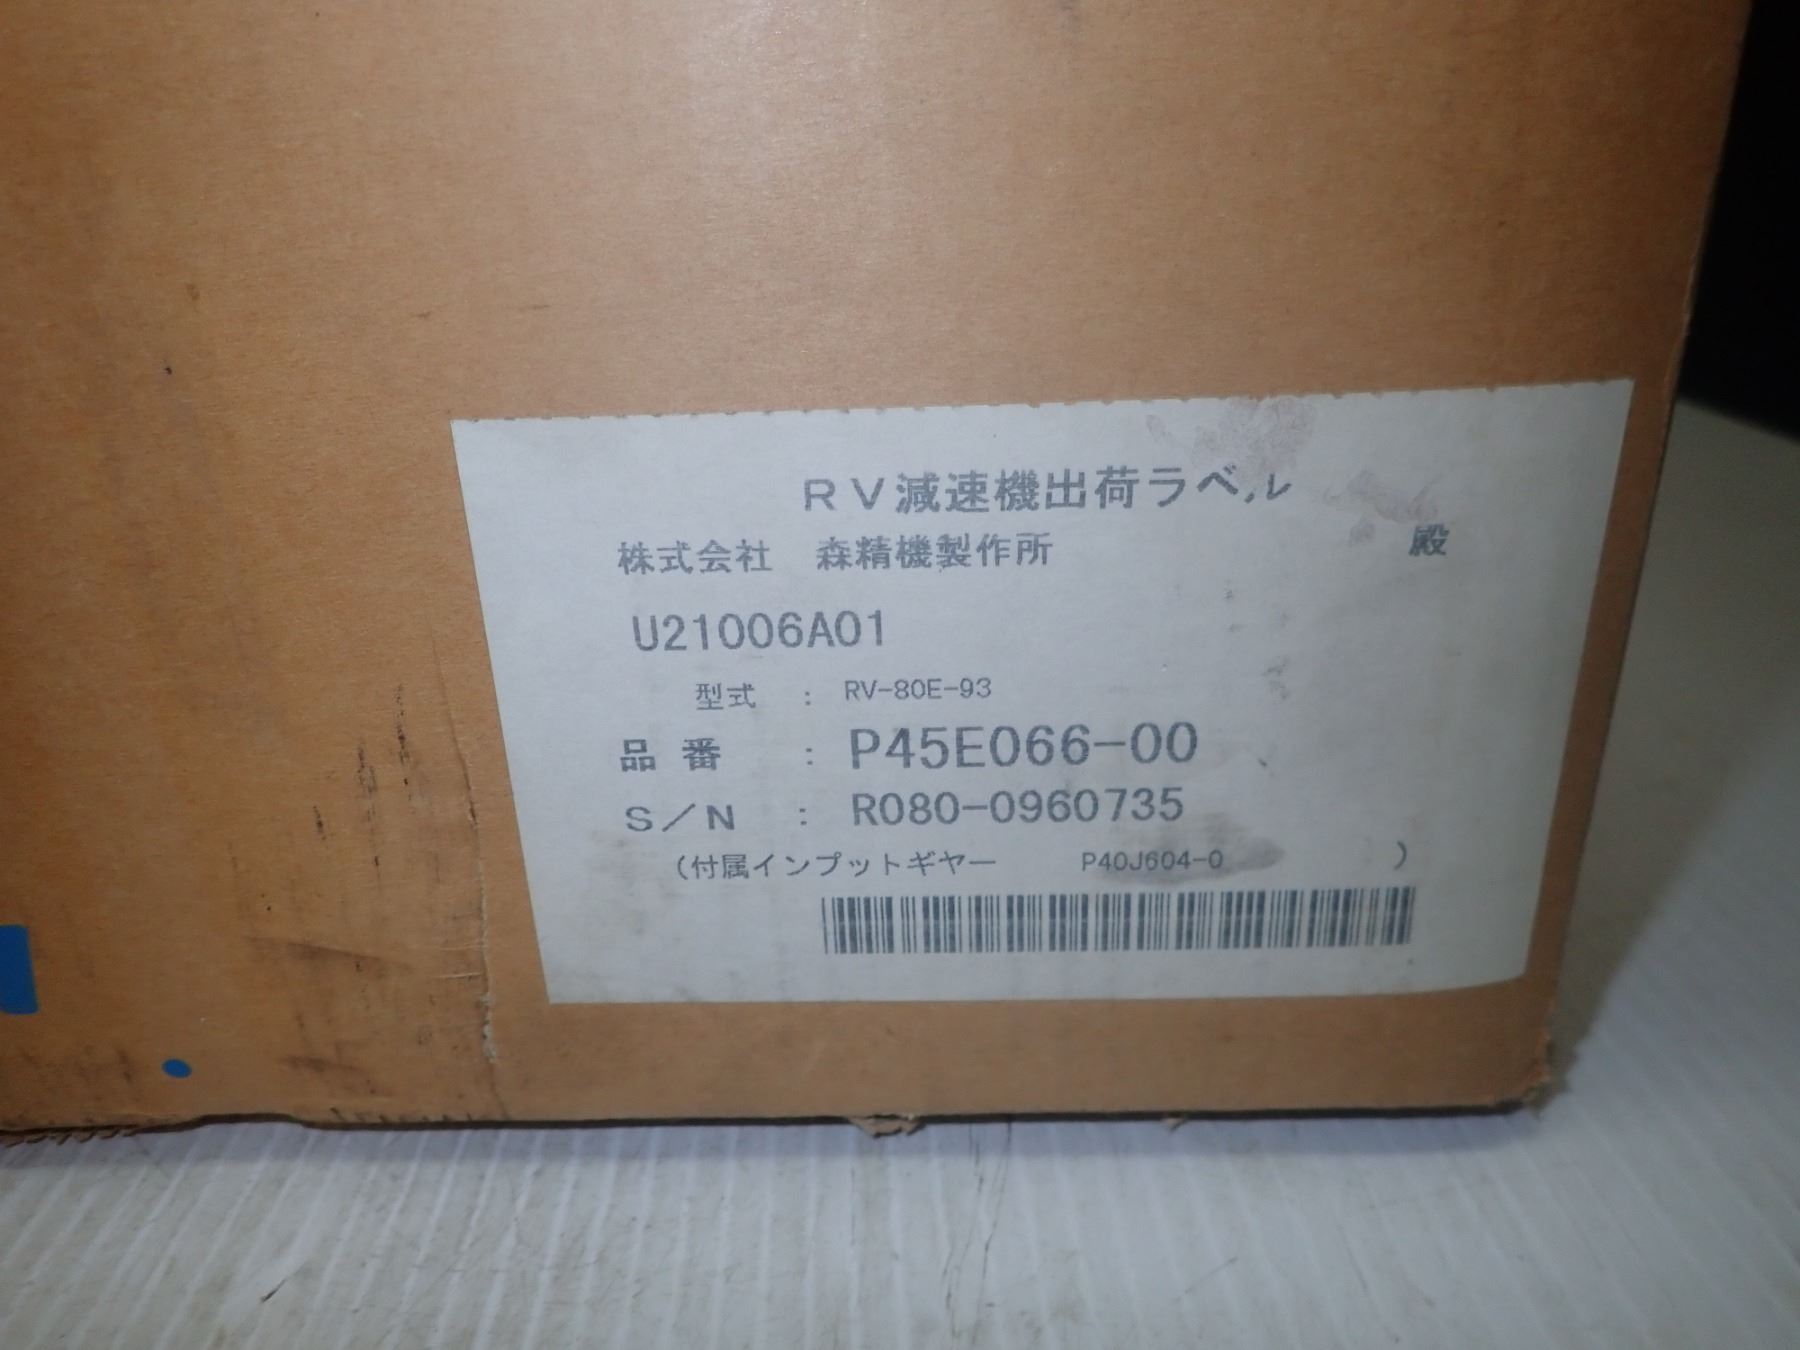 RV減速機出荷ラベル
株式会社 森精機製作所 殿
U21006A01
型式 : RV-80E-93
品番 : P45E066-00
S/N : R080-0960735
(付属インプットギヤー P40J604-0 )